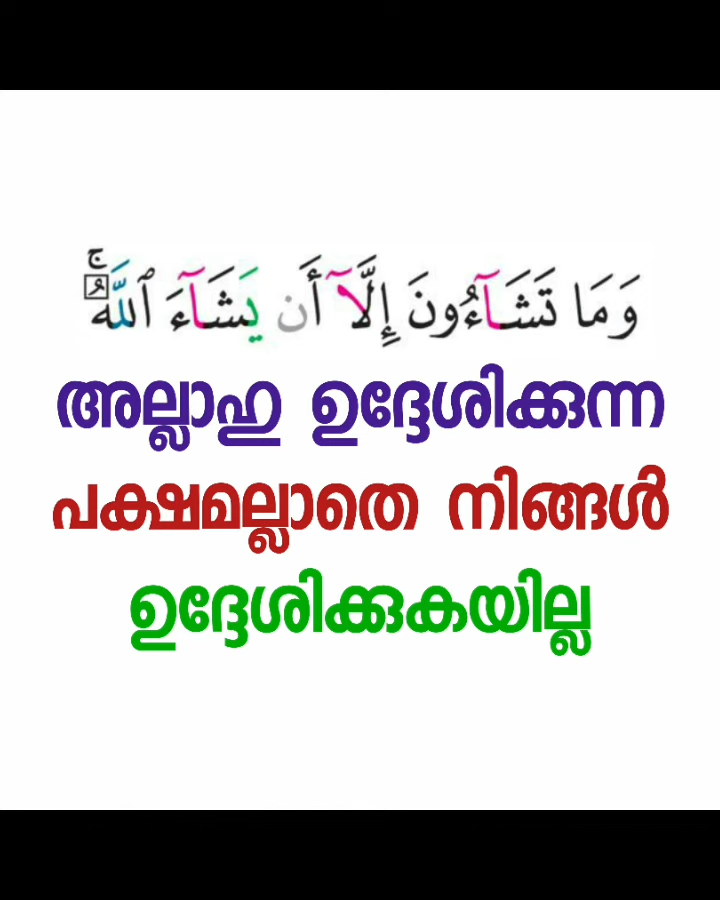 وَمَا تَشَآءُونَ إِلَّآ أَن يَشَآءَ ٱللَّهُ ۚ
അല്ലാഹു ഉദ്ദേശിക്കുന്ന
പക്ഷമല്ലാതെ നിങ്ങൾ
ഉദ്ദേശിക്കുകയില്ല